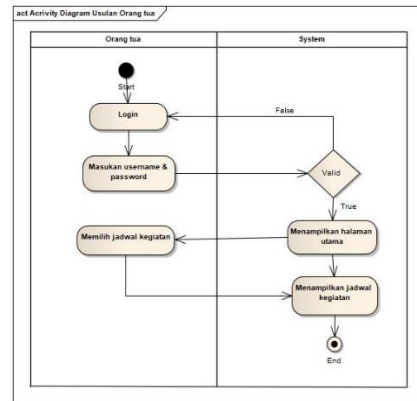 act Acrivity Diagram Usulan Orang tua
Orang tua
System
Start
Login
False
Masukan username &
password
Valid
True
Memilih jadwal kegiatan
Menampilkan halaman
utama
Menampilkan jadwal
kegiatan
End